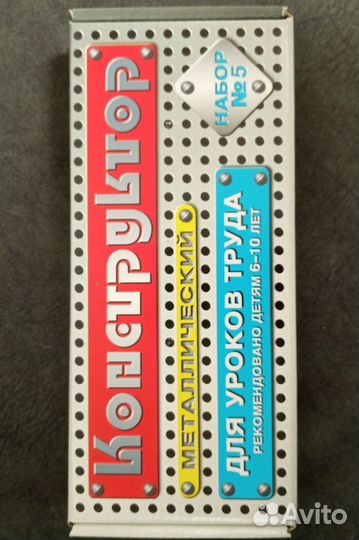 Конструктор
НАБОР
№5
МЕТАЛЛИЧЕСКИЙ
ДЛЯ УРОКОВ ТРУДА
РЕКОМЕНДОВАНО ДЕТЯМ 6–10 ЛЕТ
Avito